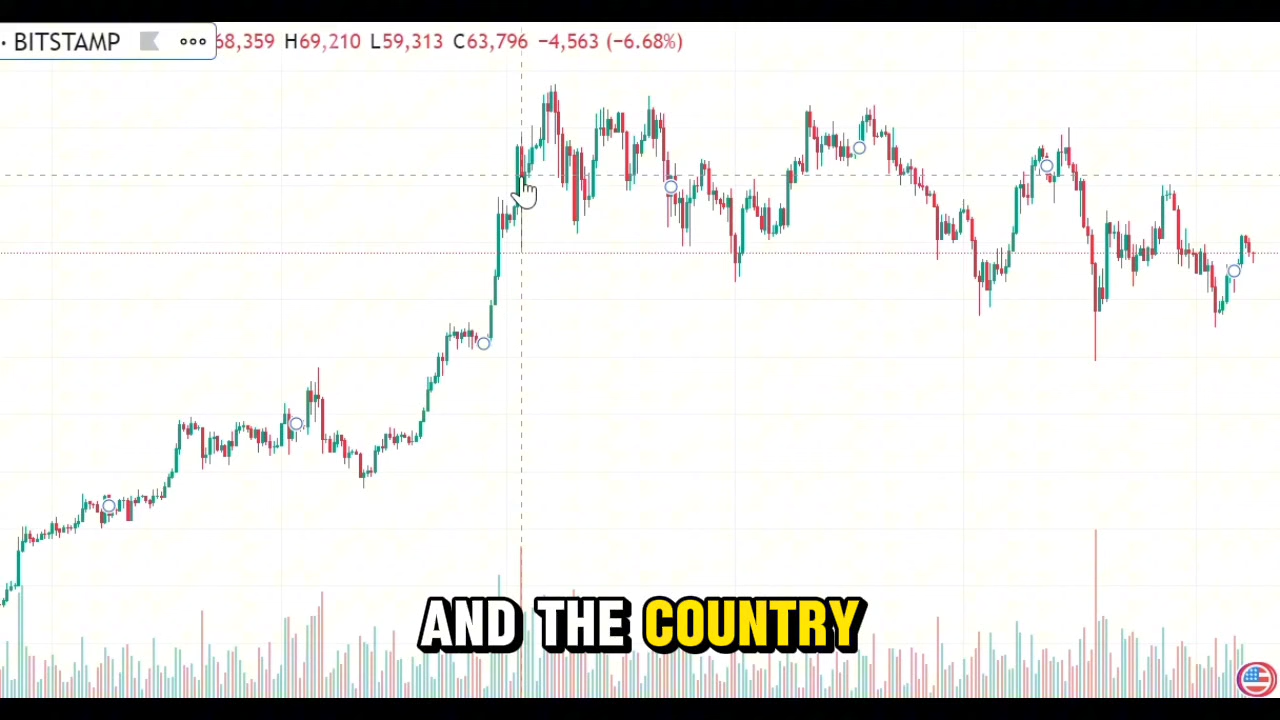 · BITSTAMP ••• 68,359 H69,210 L59,313 C63,796 −4,563 (−6.68%)
AND THE COUNTRY